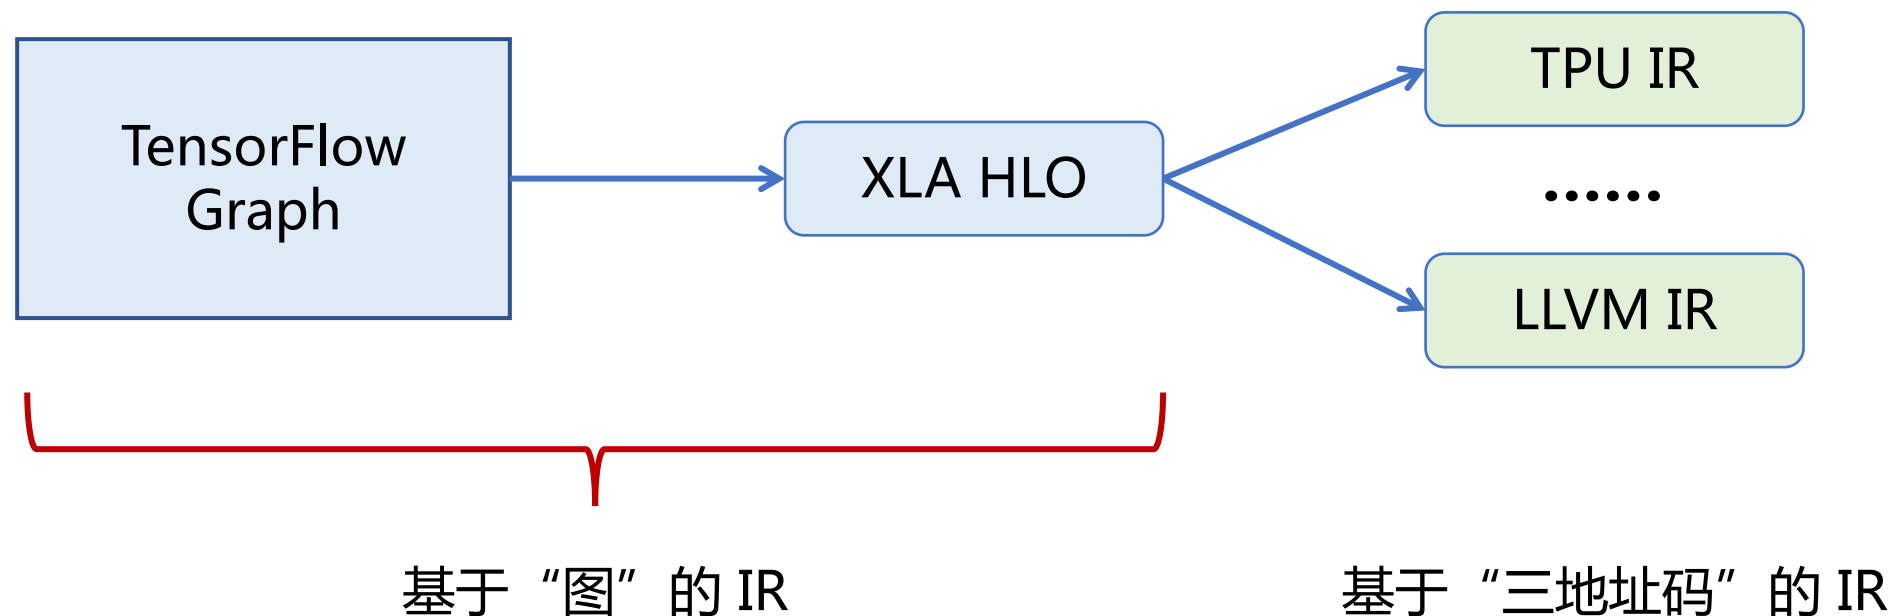 TensorFlow
Graph
XLA HLO
TPU IR
......
LLVM IR
基于“图”的 IR
基于“三地址码”的 IR